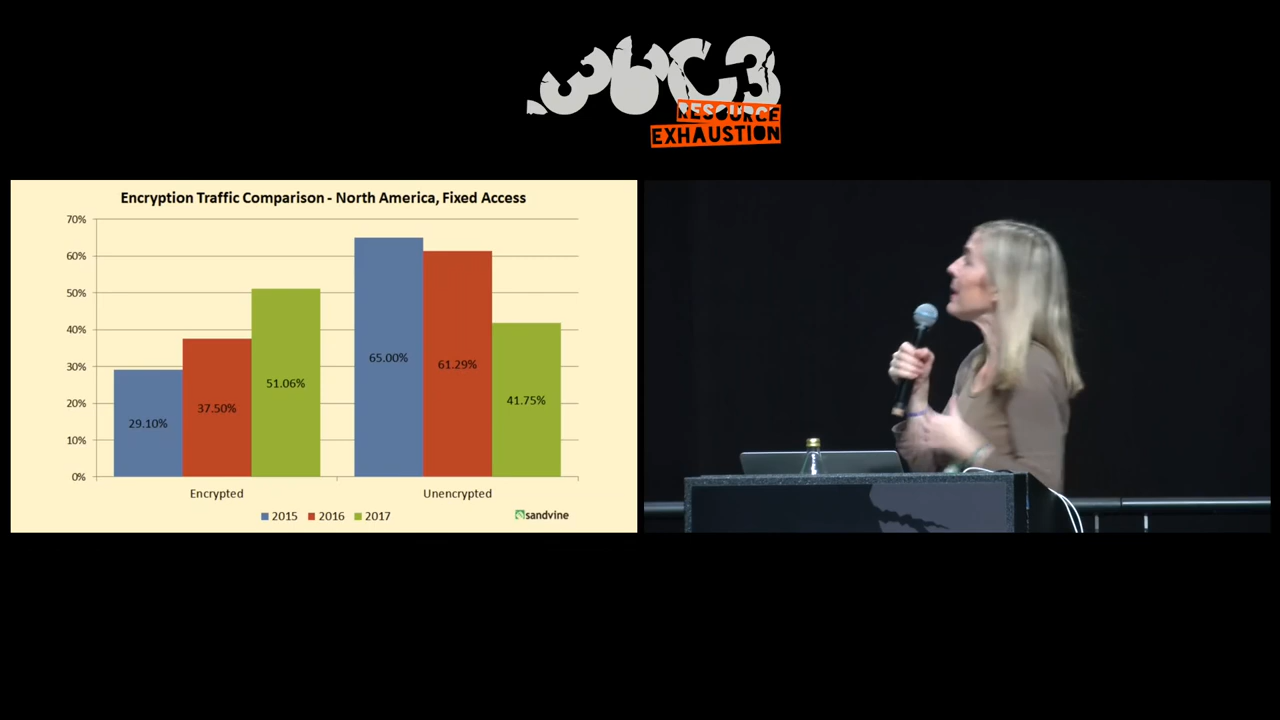 36C3
RESOURCE
EXHAUSTION
Encryption Traffic Comparison - North America, Fixed Access
70%
60%
50%
40%
30%
20%
10%
0%
29.10%
37.50%
51.06%
65.00%
61.29%
41.75%
Encrypted
Unencrypted
2015
2016
2017
sandvine